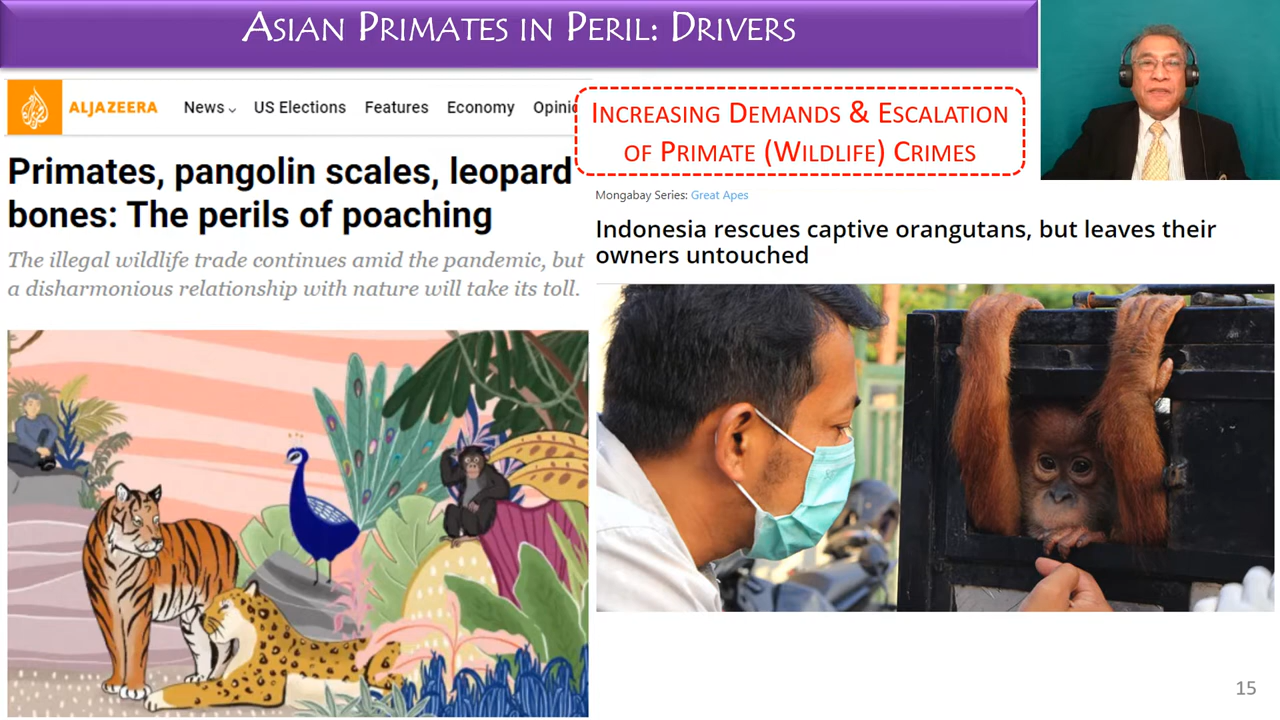 ASIAN PRIMATES IN PERIL: DRIVERS
ALJAZEERA News US Elections Features Economy
INCREASING DEMANDS & ESCALATION
OF PRIMATE (WILDLIFE) CRIMES
Primates, pangolin scales, leopard
bones: The perils of poaching
The illegal wildlife trade continues amid the pandemic, but
a disharmonious relationship with nature will take its toll.
Mongabay Series: Great Apes
Indonesia rescues captive orangutans, but leaves their
owners untouched
15